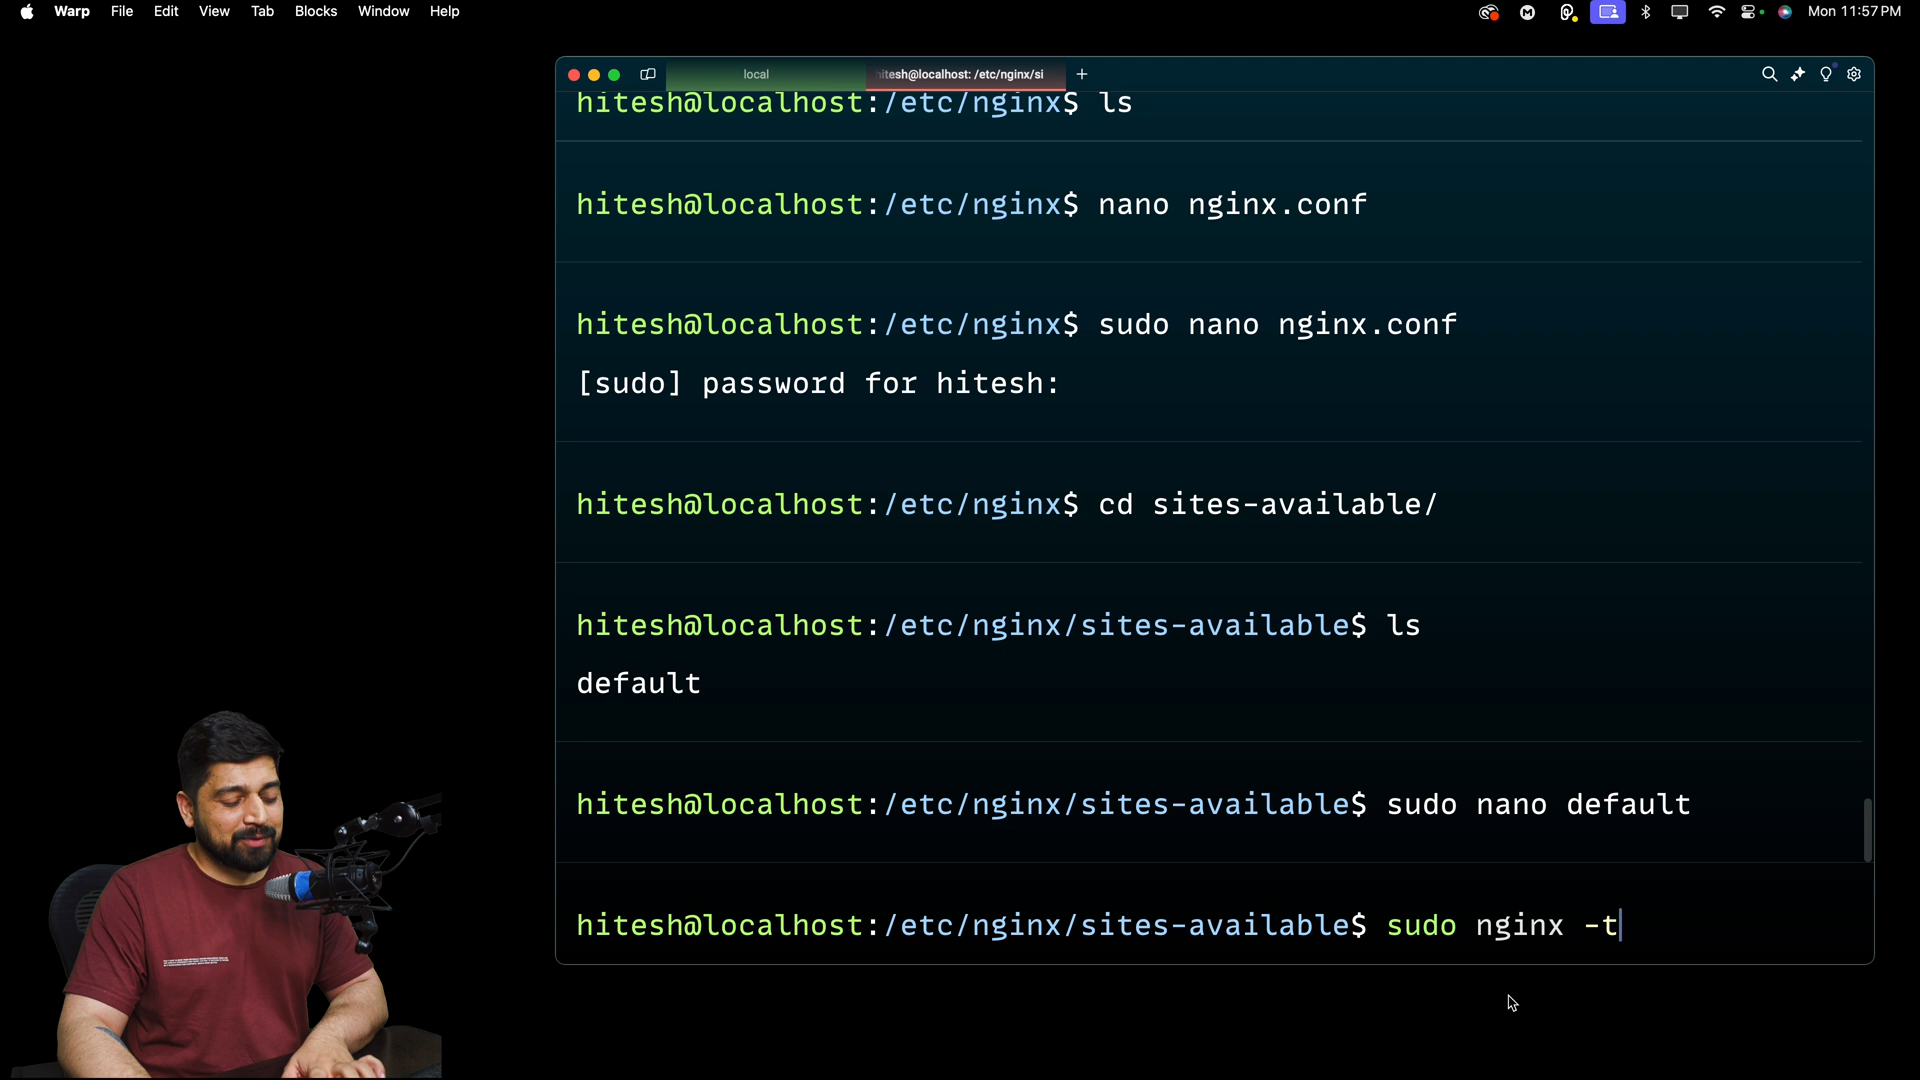 Warp File Edit View Tab Blocks Window Help
Mon 11:57 PM
local
hitesh@localhost: /etc/nginx/si
hitesh@localhost:/etc/nginx$ ls
hitesh@localhost:/etc/nginx$ nano nginx.conf
hitesh@localhost:/etc/nginx$ sudo nano nginx.conf
[sudo] password for hitesh:
hitesh@localhost:/etc/nginx$ cd sites-available/
hitesh@localhost:/etc/nginx/sites-available$ ls
default
hitesh@localhost:/etc/nginx/sites-available$ sudo nano default
hitesh@localhost:/etc/nginx/sites-available$ sudo nginx -t